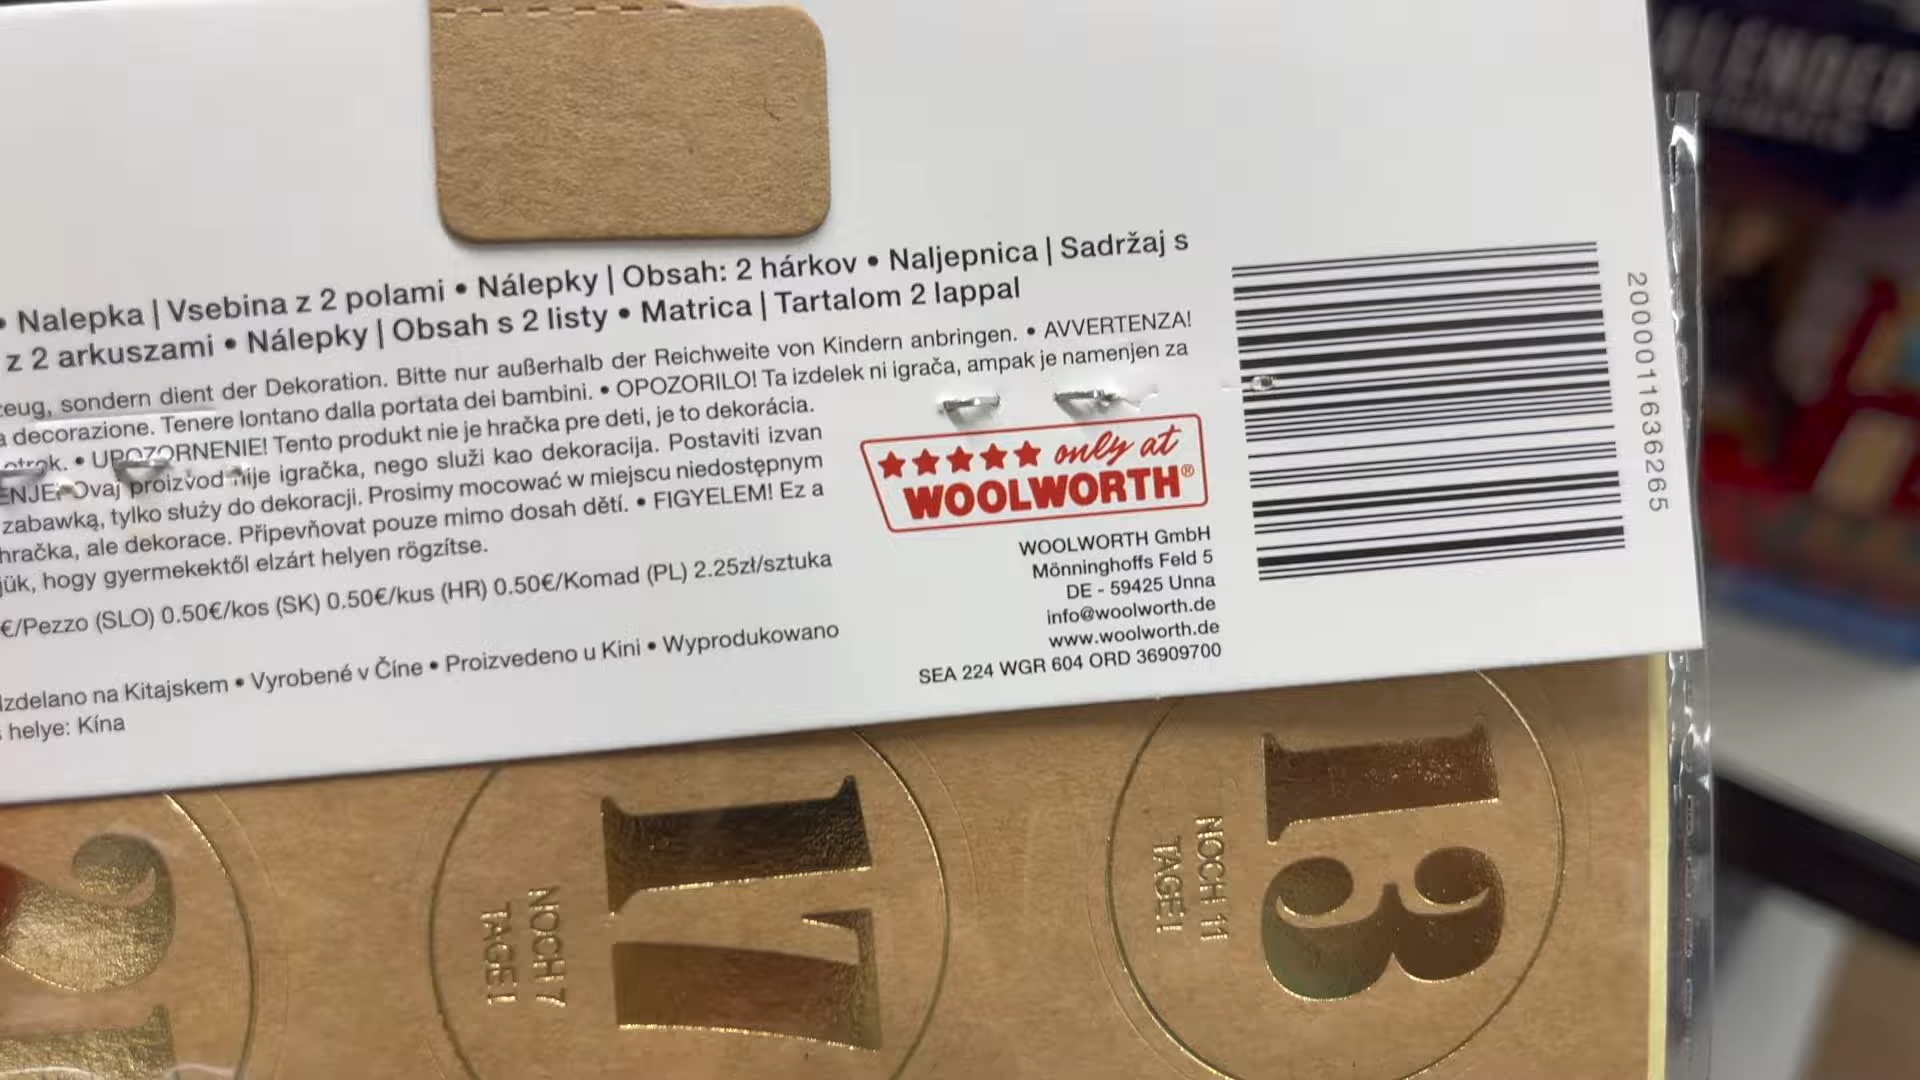 • Nalepka | Vsebina z 2 polami • Nálepky | Obsah: 2 hárkov • Naljepnica | Sadržaj s
z 2 arkuszami • Nálepky | Obsah s 2 listy • Matrica | Tartalom 2 lappal
sondern dient der Dekoration. Bitte nur außerhalb der Reichweite von Kindern anbringen. • AVVERTENZA!
decorazione. Tenere lontano dalla portata dei bambini. • OPOZORILO! Ta izdelek ni igrača, ampak je namenjen za
otrok. • UPOZORNENIE! Tento produkt nie je hračka pre deti, je to dekorácia.
Ovaj proizvod nije igračka, nego služi kao dekoracija. Postaviti izvan
zabawką, tylko służy do dekoracji. Prosimy mocować w miejscu niedostępnym
hračka, ale dekorace. Připevňovat pouze mimo dosah dětí. • FIGYELEM! Ez a
hogy gyermekektől elzárt helyen rögzítse.
€/Pezzo (SLO) 0.50€/kos (SK) 0.50€/kus (HR) 0.50€/Komad (PL) 2.25zł/sztuka
Izdelano na Kitajskem • Vyrobené v Číne • Proizvedeno u Kini • Wyprodukowano
helye: Kína
only at
WOOLWORTH®
WOOLWORTH GmbH
Mönninghoffs Feld 5
DE - 59425 Unna
info@woolworth.de
www.woolworth.de
SEA 224 WGR 604 ORD 36909700
2000011636265
13
NOCH 11
TAGE!
17
NOCH 7
TAGE!